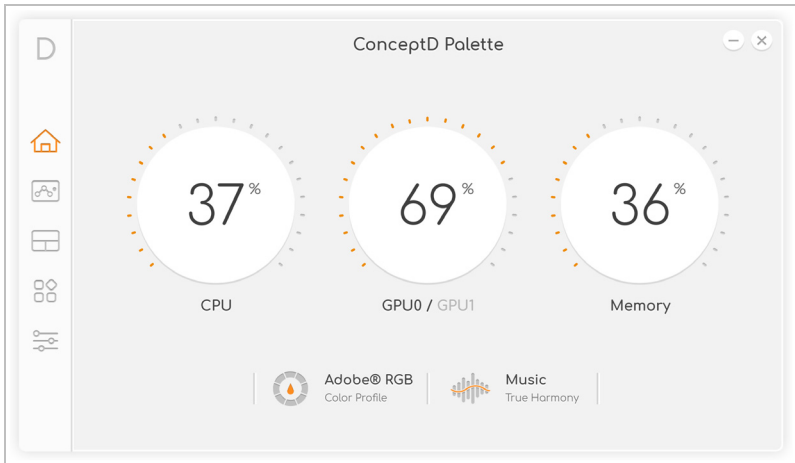 D
ConceptD Palette
37%
69%
36%
CPU
GPU0 / GPU1
Memory
Adobe® RGB
Color Profile
Music
True Harmony